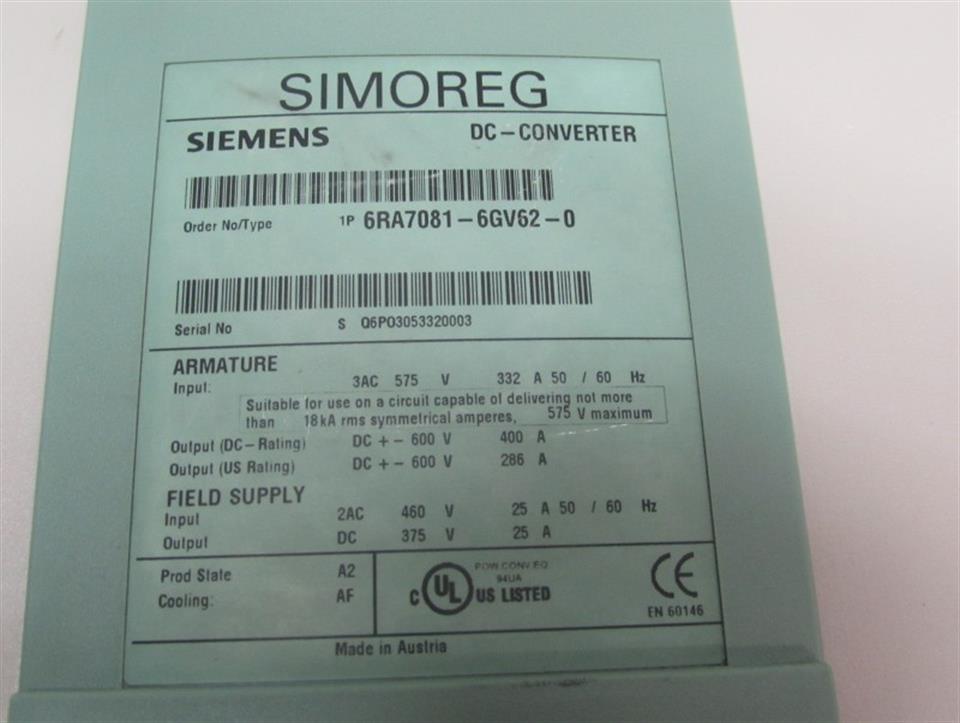 SIMOREG
SIEMENS DC-CONVERTER
Order No/Type 1P 6RA7081-6GV62-0
Serial No S Q6P03053320003
ARMATURE
Input: 3AC 575 V 332 A 50 / 60 Hz
Suitable for use on a circuit capable of delivering not more
than 18kA rms symmetrical amperes, 575 V maximum
Output (DC-Rating) DC +- 600 V 400 A
Output (US Rating) DC +- 600 V 286 A
FIELD SUPPLY
Input 2AC 460 V 25 A 50 / 60 Hz
Output DC 375 V 25 A
Prod State A2
Cooling: AF
POW.CONV.EQ.
94UA
C UL US LISTED
CE
EN 60146
Made in Austria